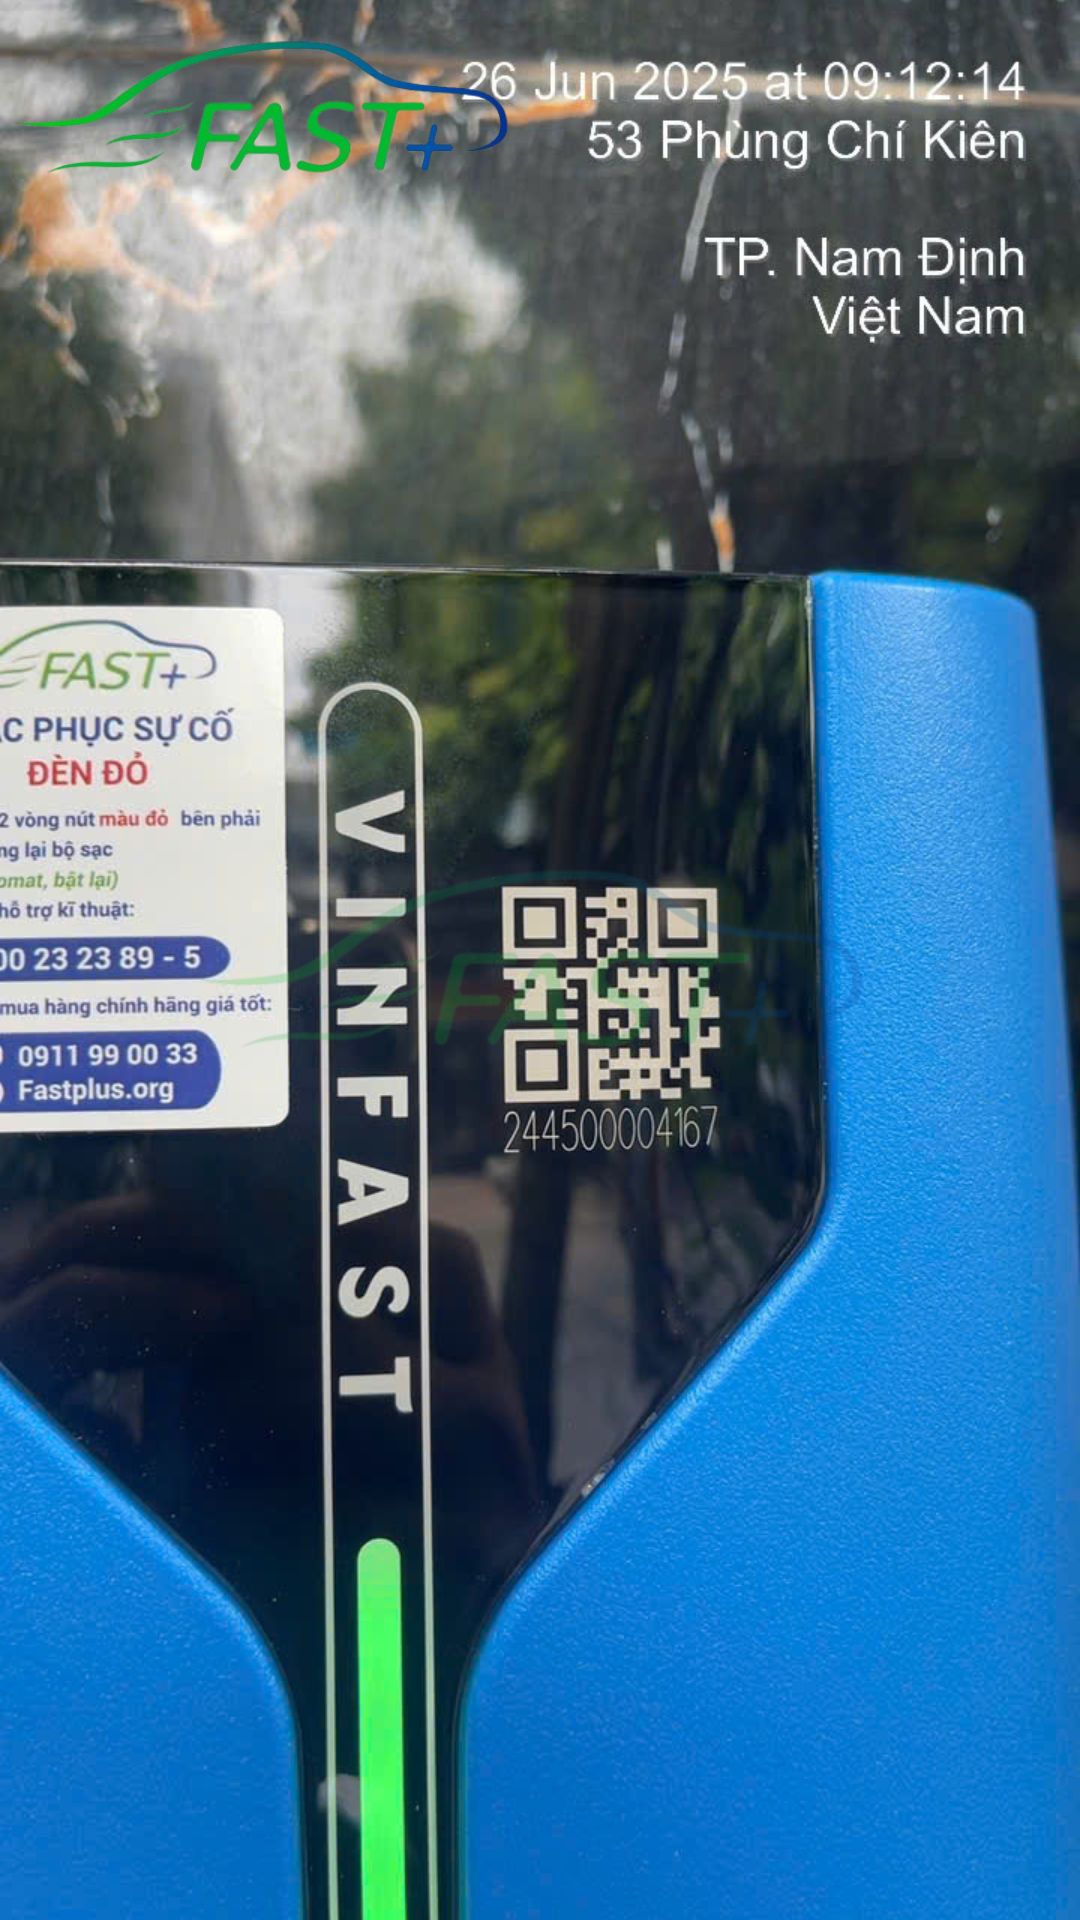 FAST+
26 Jun 2025 at 09:12:14
53 Phùng Chí Kiên
TP. Nam Định
Việt Nam
FAST+
ẮC PHỤC SỰ CỐ
ĐÈN ĐỎ
2 vòng nút màu đỏ bên phải
ng lại bộ sạc
omat, bật lại)
hỗ trợ kĩ thuật:
00 23 23 89 - 5
mua hàng chính hãng giá tốt:
0911 99 00 33
Fastplus.org
VINFAST
FAST+
244500004167